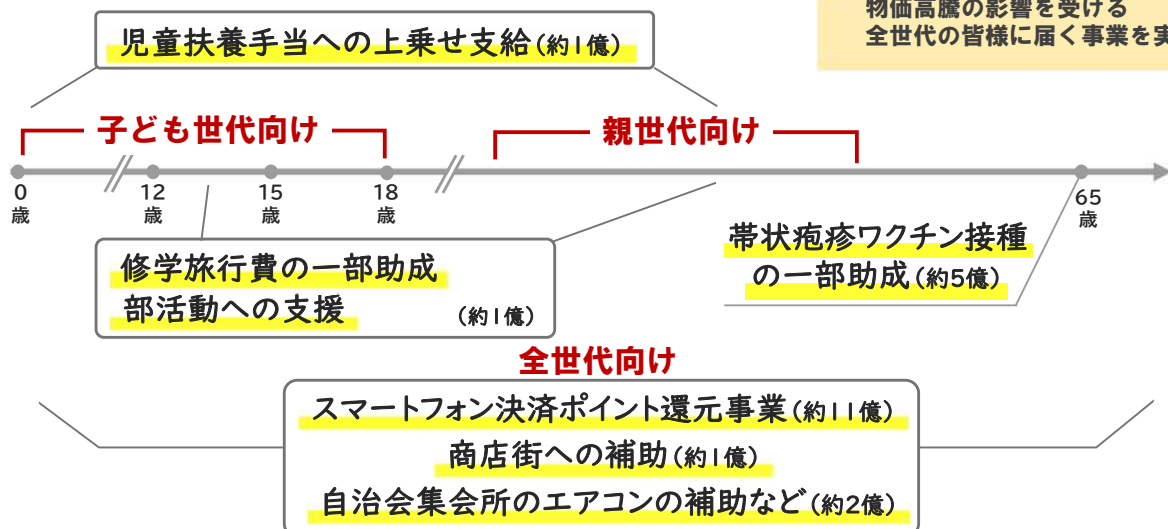 物価高騰の影響を受ける
全世代の皆様に届く事業を実
児童扶養手当への上乗せ支給(約1億)
子ども世代向け
親世代向け
0
歳
12
歳
15
歳
18
歳
65
歳
修学旅行費の一部助成
部活動への支援 (約1億)
帯状疱疹ワクチン接種
の一部助成(約5億)
全世代向け
スマートフォン決済ポイント還元事業(約11億)
商店街への補助(約1億)
自治会集会所のエアコンの補助など(約2億)